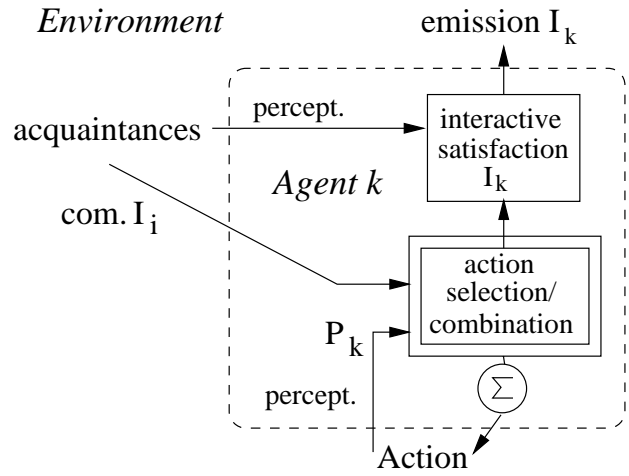 Environment
emission I_k
percept.
acquaintances
interactive
satisfaction
I_k
Agent k
com. I_i
action
selection/
combination
P_k
Σ
percept.
Action